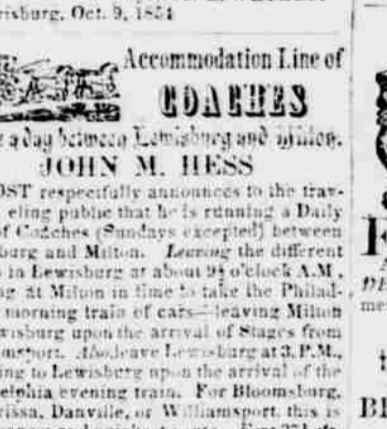 risburg, Oct. 9, 1854
Accommodation Line of
COACHES
a day between Lewisburg and Milton.
JOHN M. HESS
OST respectfully announces to the trav-
eling public that he is running a Daily
of Coaches (Sundays excepted) between
burg and Milton. Leaving the different
in Lewisburg at about 9½ o'clock A.M.,
ng at Milton in time to take the Philad-
morning train of cars—leaving Milton
wisburg upon the arrival of Stages from
msport. Also leave Lewisburg at 3, P.M.,
ing to Lewisburg upon the arrival of the
elphia evening train. For Bloomsburg,
rissa, Danville, or Williamsport, this is